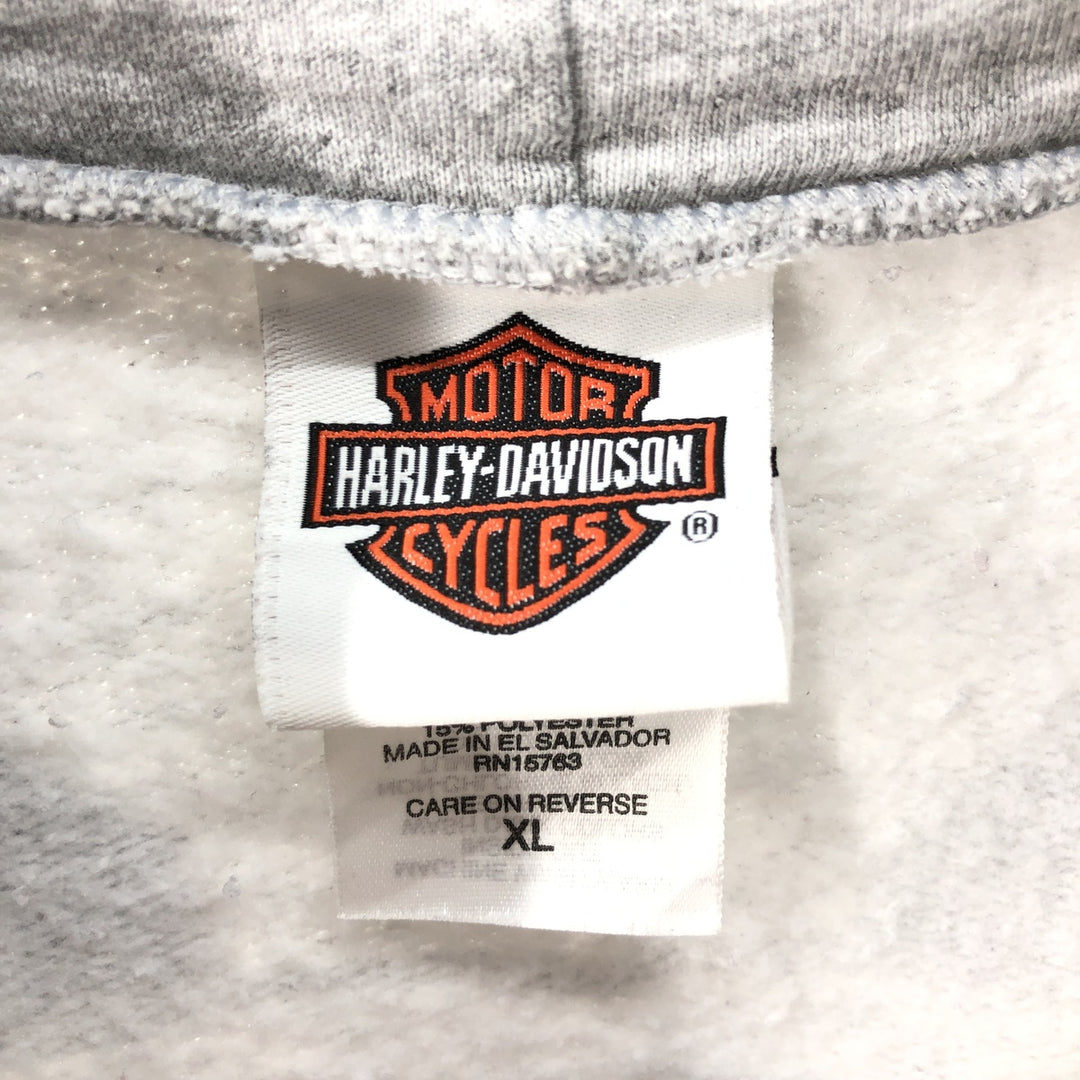 MOTOR
HARLEY-DAVIDSON
CYCLES
®
15% POLYESTER
MADE IN EL SALVADOR
RN15763
CARE ON REVERSE
XL